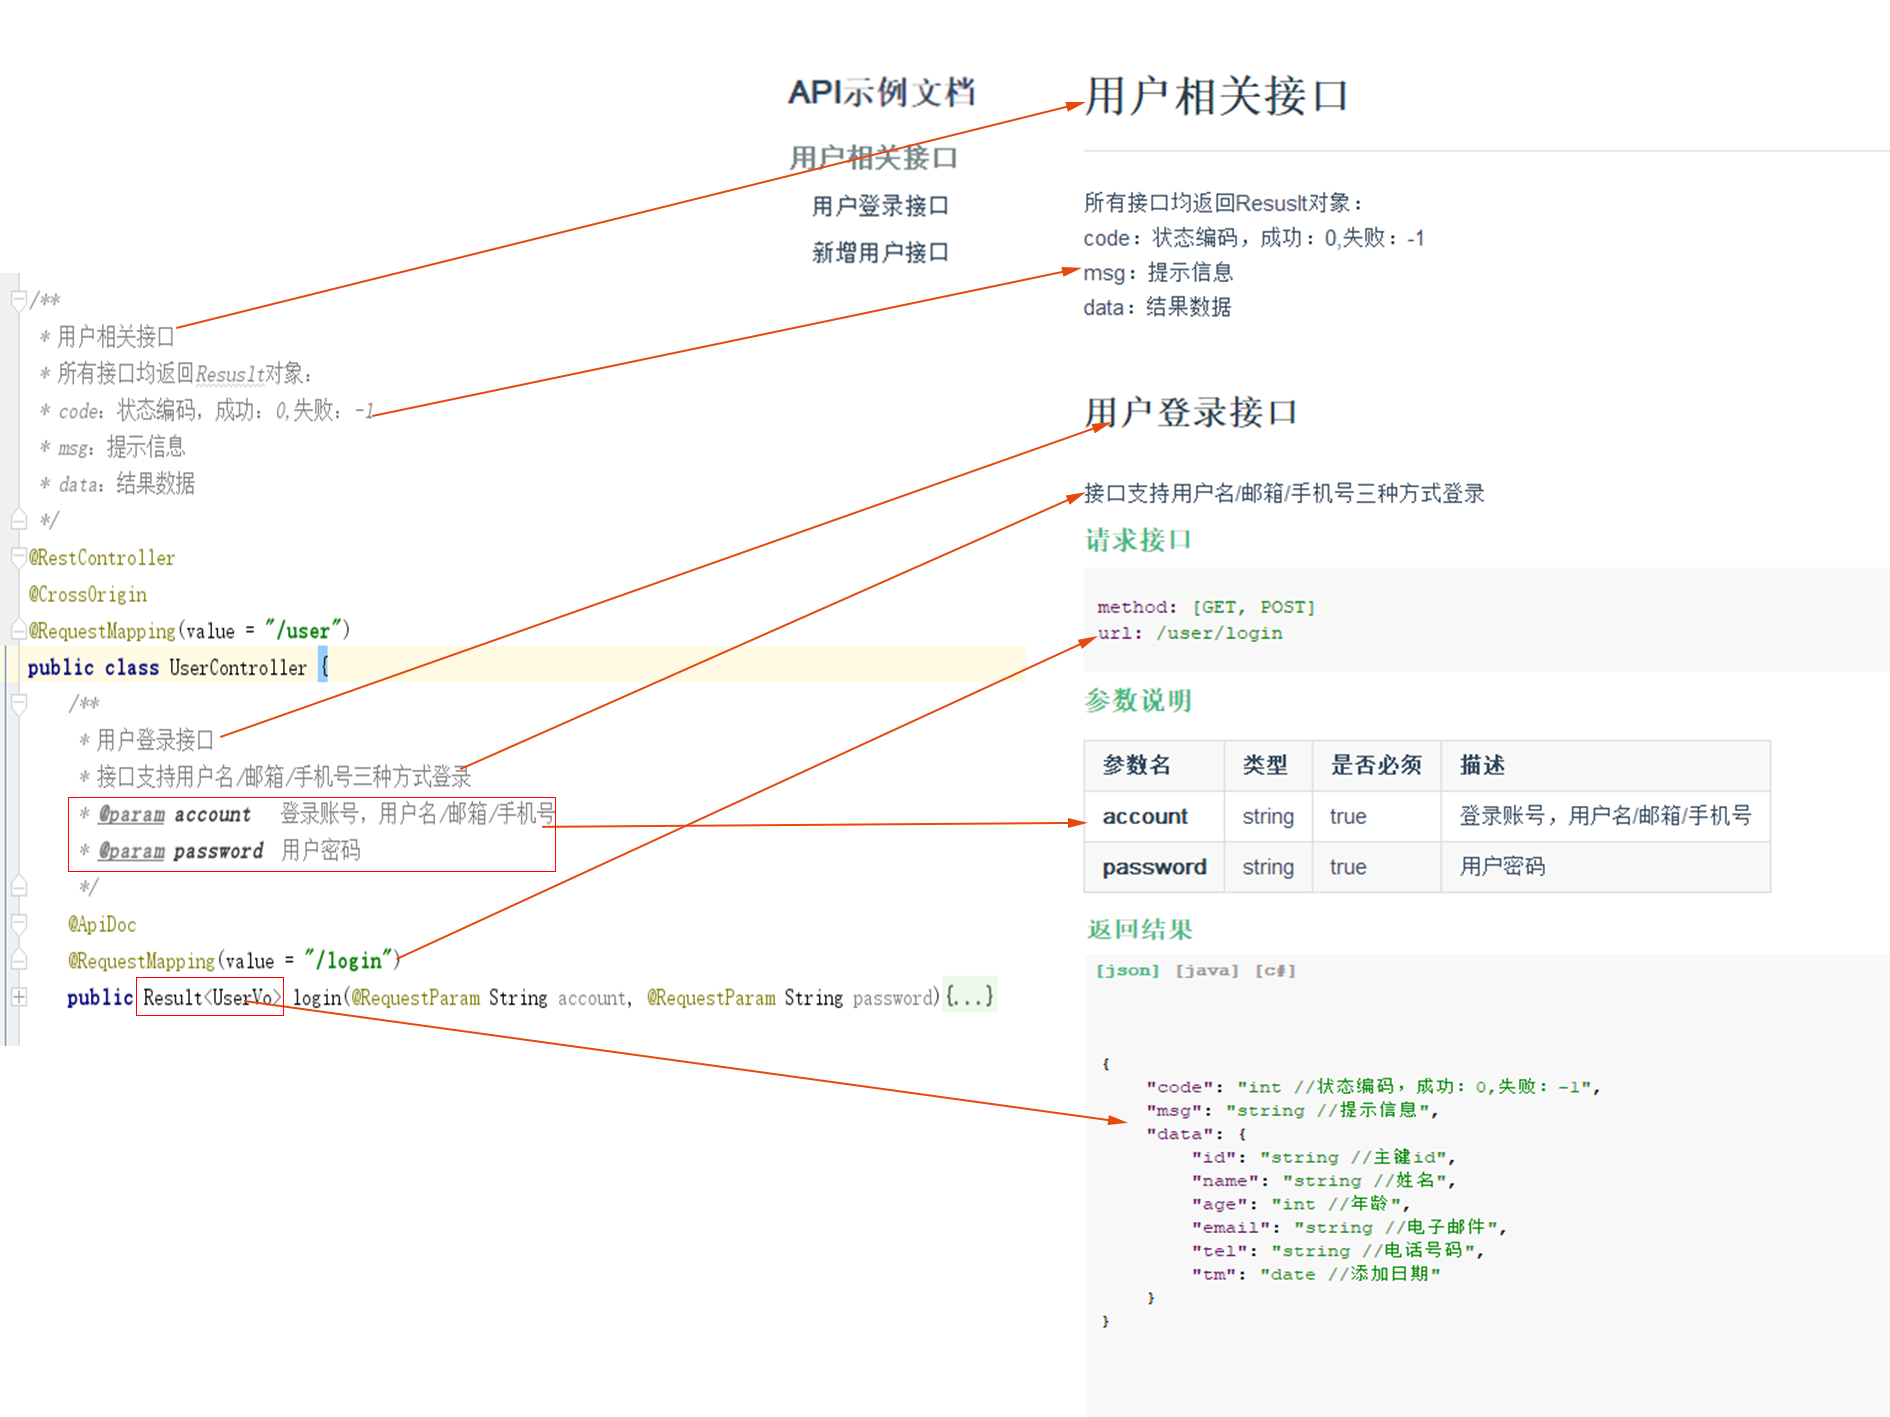 API示例文档
用户相关接口
用户登录接口
新增用户接口
/**
* 用户相关接口
* 所有接口均返回Resuslt对象：
* code：状态编码，成功：0,失败：-1
* msg：提示信息
* data：结果数据
*/
@RestController
@CrossOrigin
@RequestMapping(value = "/user")
public class UserController {
/**
* 用户登录接口
* 接口支持用户名/邮箱/手机号三种方式登录
* @param account 登录账号，用户名/邮箱/手机号
* @param password 用户密码
*/
@ApiDoc
@RequestMapping(value = "/login")
public Result<UserVo> login(@RequestParam String account, @RequestParam String password){...}
用户相关接口
所有接口均返回Resuslt对象：
code：状态编码，成功：0,失败：-1
msg：提示信息
data：结果数据
用户登录接口
接口支持用户名/邮箱/手机号三种方式登录
请求接口
method: [GET, POST]
url: /user/login
参数说明
参数名 类型 是否必须 描述
account string true 登录账号，用户名/邮箱/手机号
password string true 用户密码
返回结果
[json] [java] [c#]
{
"code": "int //状态编码，成功：0,失败：-1",
"msg": "string //提示信息",
"data": {
"id": "string //主键id",
"name": "string //姓名",
"age": "int //年龄",
"email": "string //电子邮件",
"tel": "string //电话号码",
"tm": "date //添加日期"
}
}